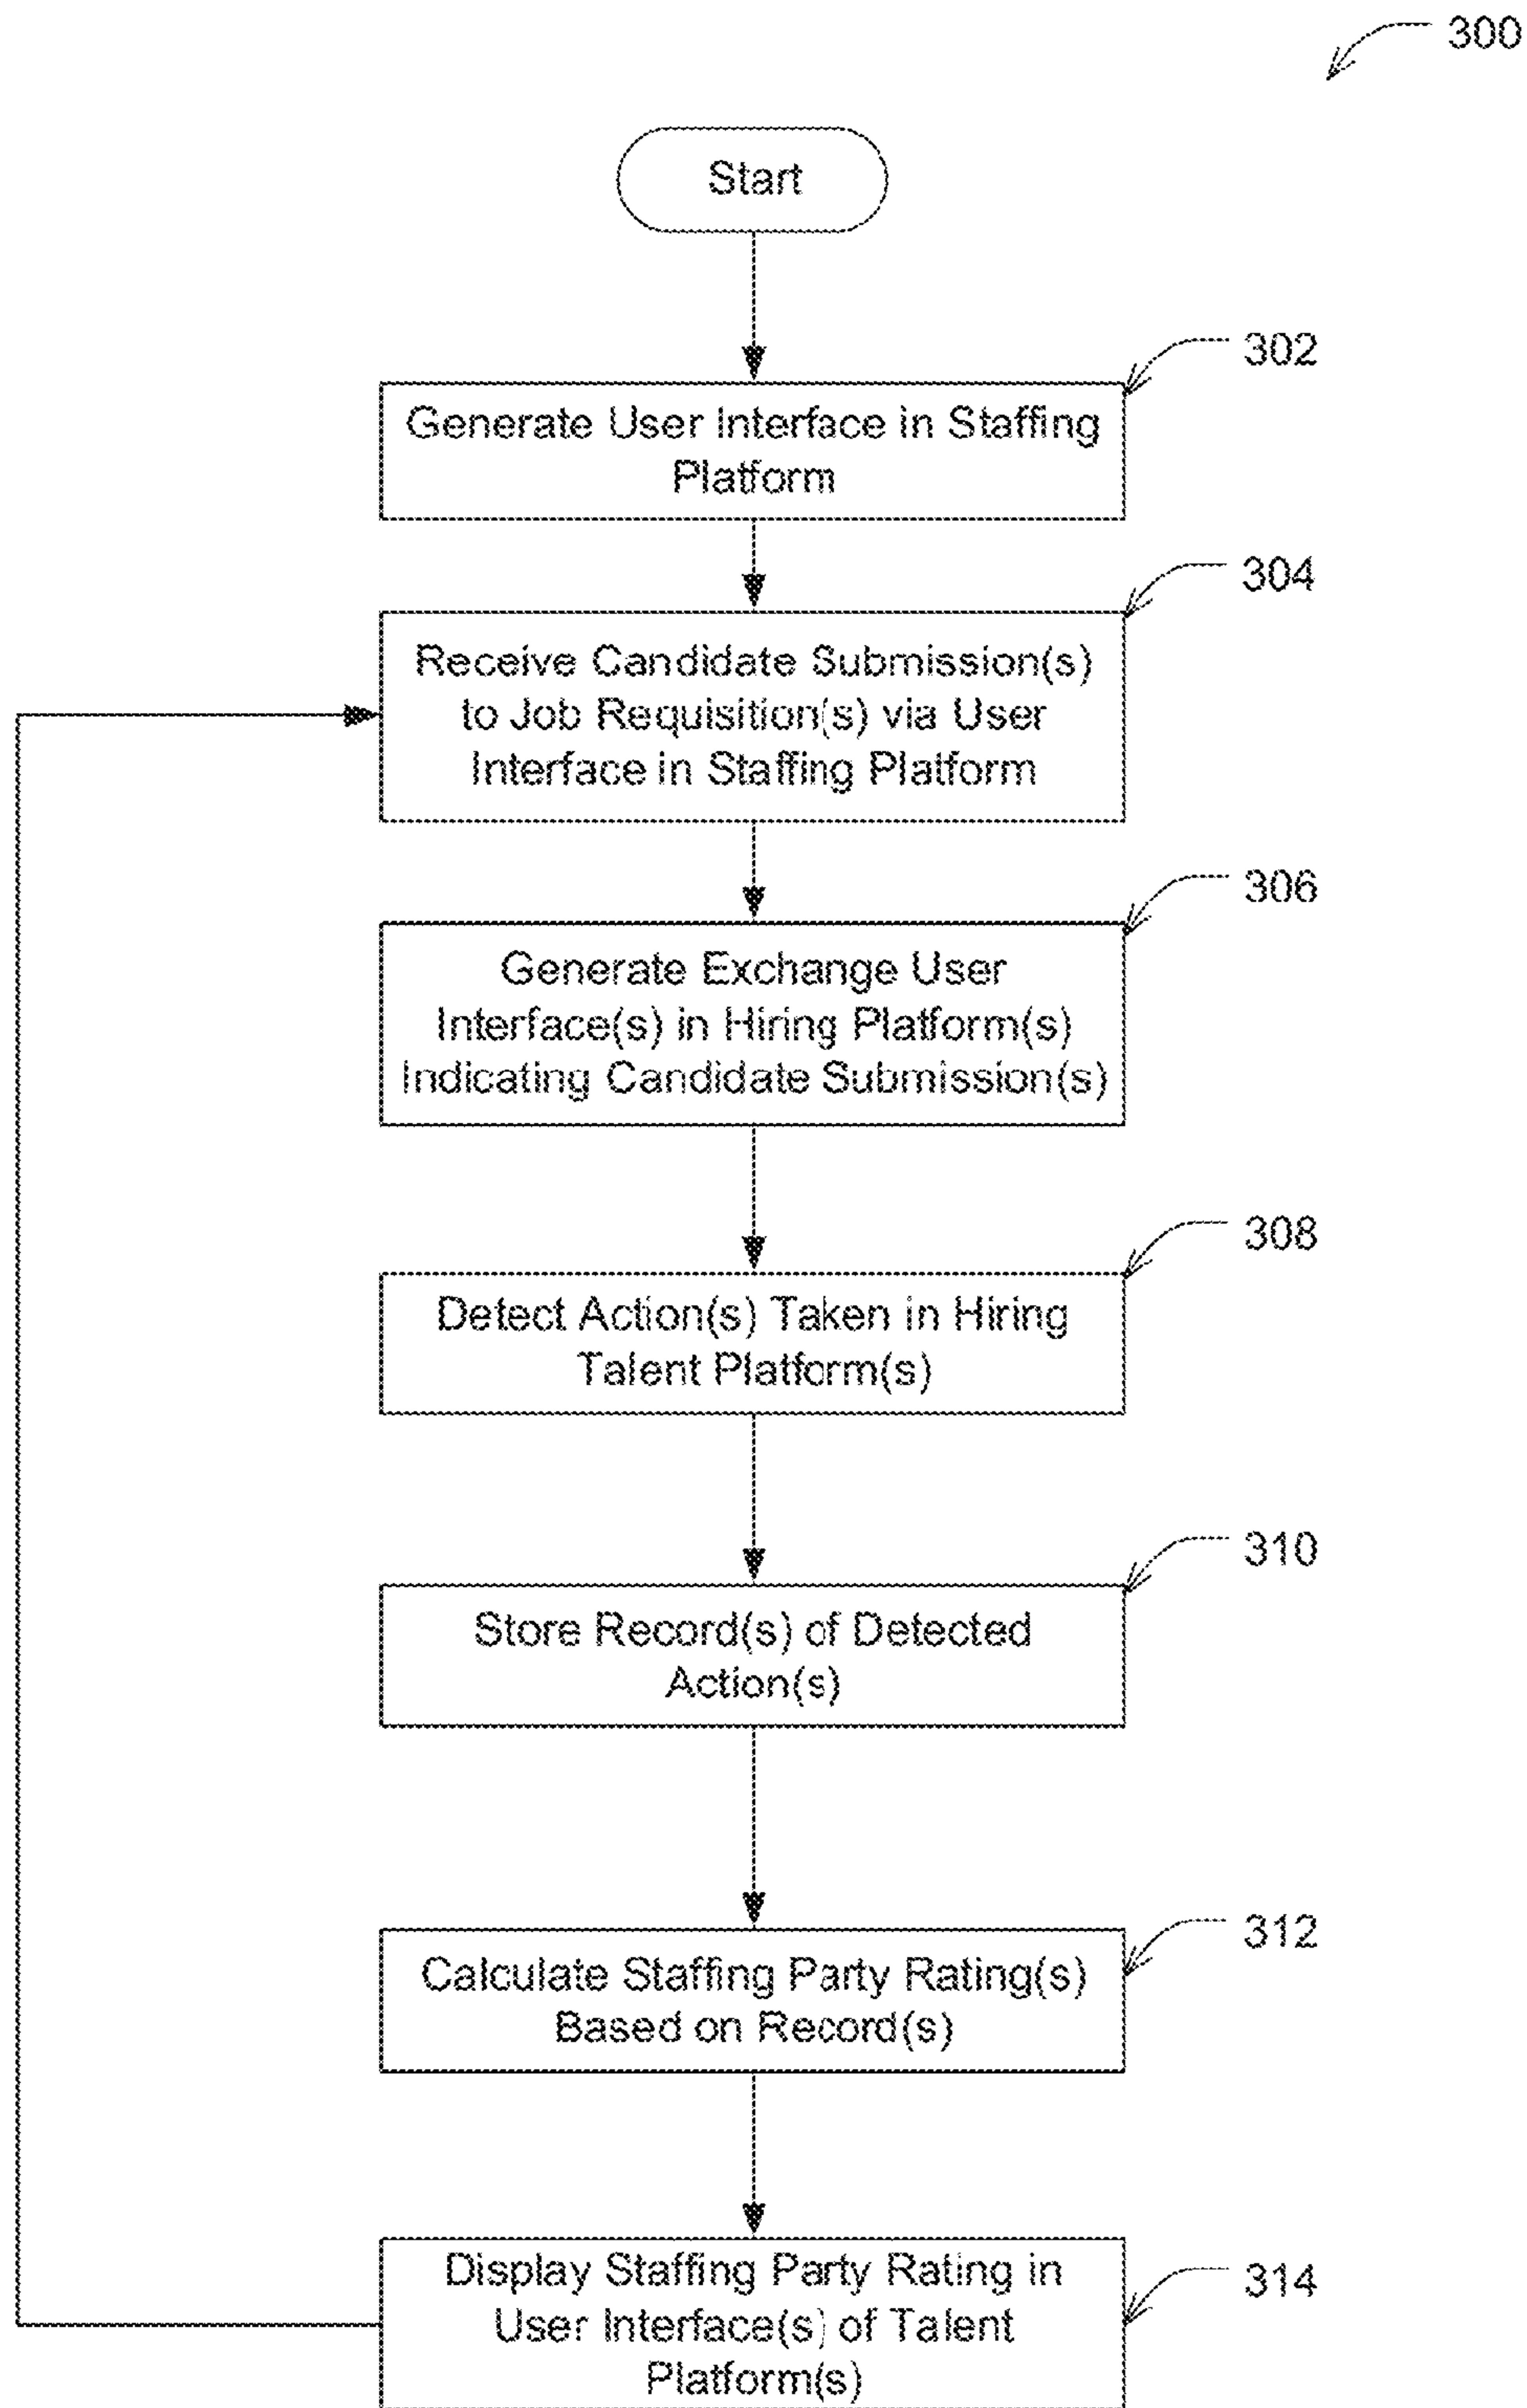 300
Start
302
Generate User Interface in Staffing
Platform
304
Receive Candidate Submission(s)
to Job Requisition(s) via User
Interface in Staffing Platform
306
Generate Exchange User
Interface(s) in Hiring Platform(s)
Indicating Candidate Submission(s)
308
Detect Action(s) Taken in Hiring
Talent Platform(s)
310
Store Record(s) of Detected
Action(s)
312
Calculate Staffing Party Rating(s)
Based on Record(s)
314
Display Staffing Party Rating in
User Interface(s) of Talent
Platform(s)